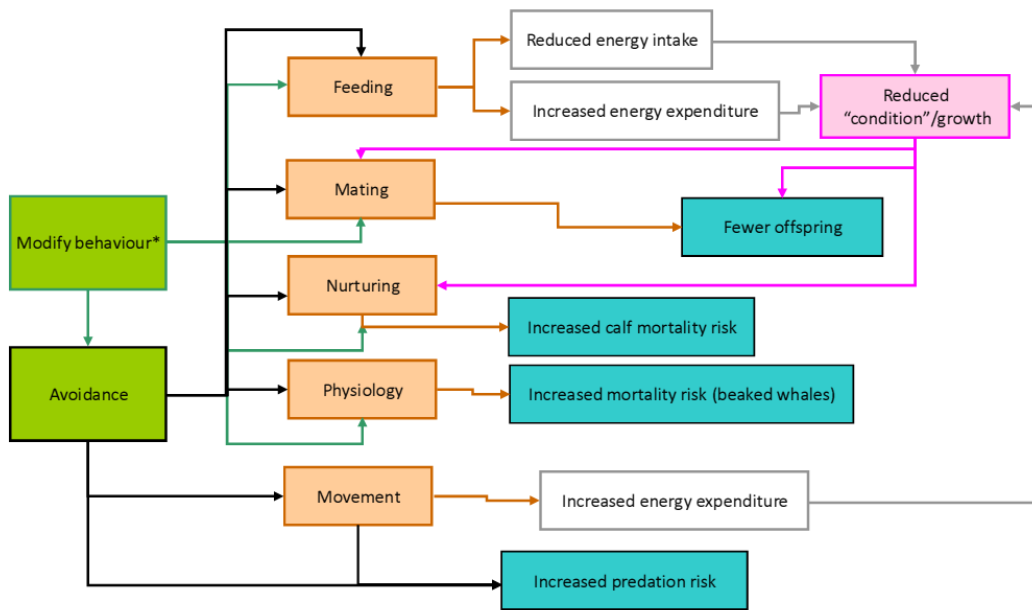 Reduced energy intake
Feeding
Increased energy expenditure
Reduced
“condition”/growth
Mating
Fewer offspring
Modify behaviour*
Nurturing
Increased calf mortality risk
Avoidance
Physiology
Increased mortality risk (beaked whales)
Movement
Increased energy expenditure
Increased predation risk